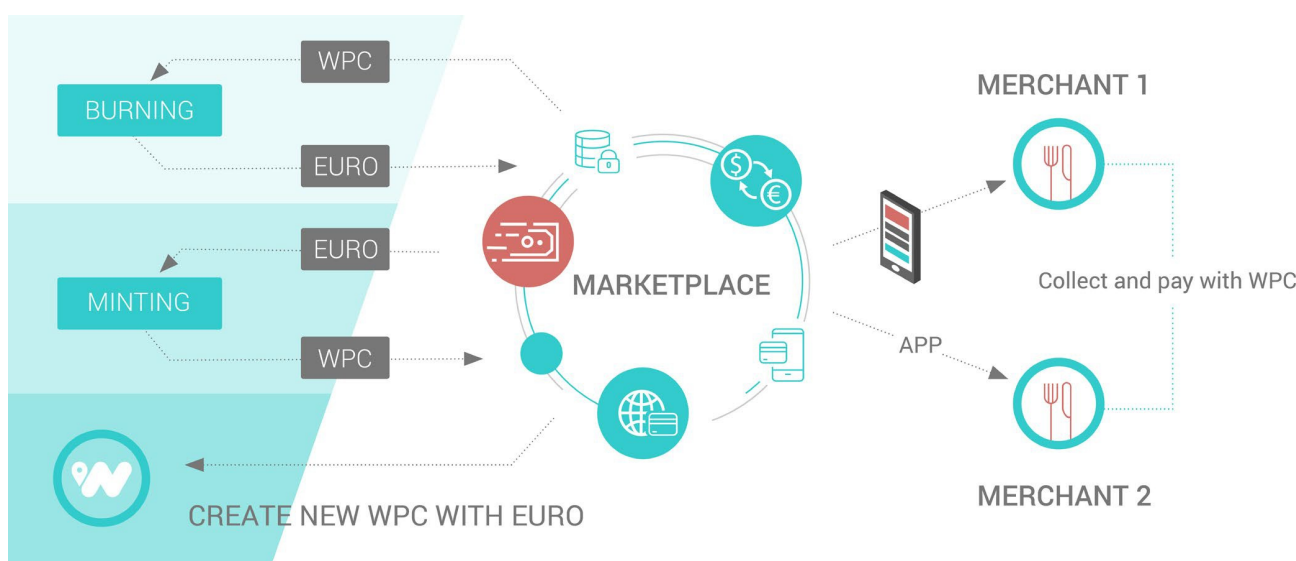 WPC
BURNING
EURO
EURO
MINTING
WPC
CREATE NEW WPC WITH EURO
$
€
MARKETPLACE
APP
MERCHANT 1
Collect and pay with WPC
MERCHANT 2